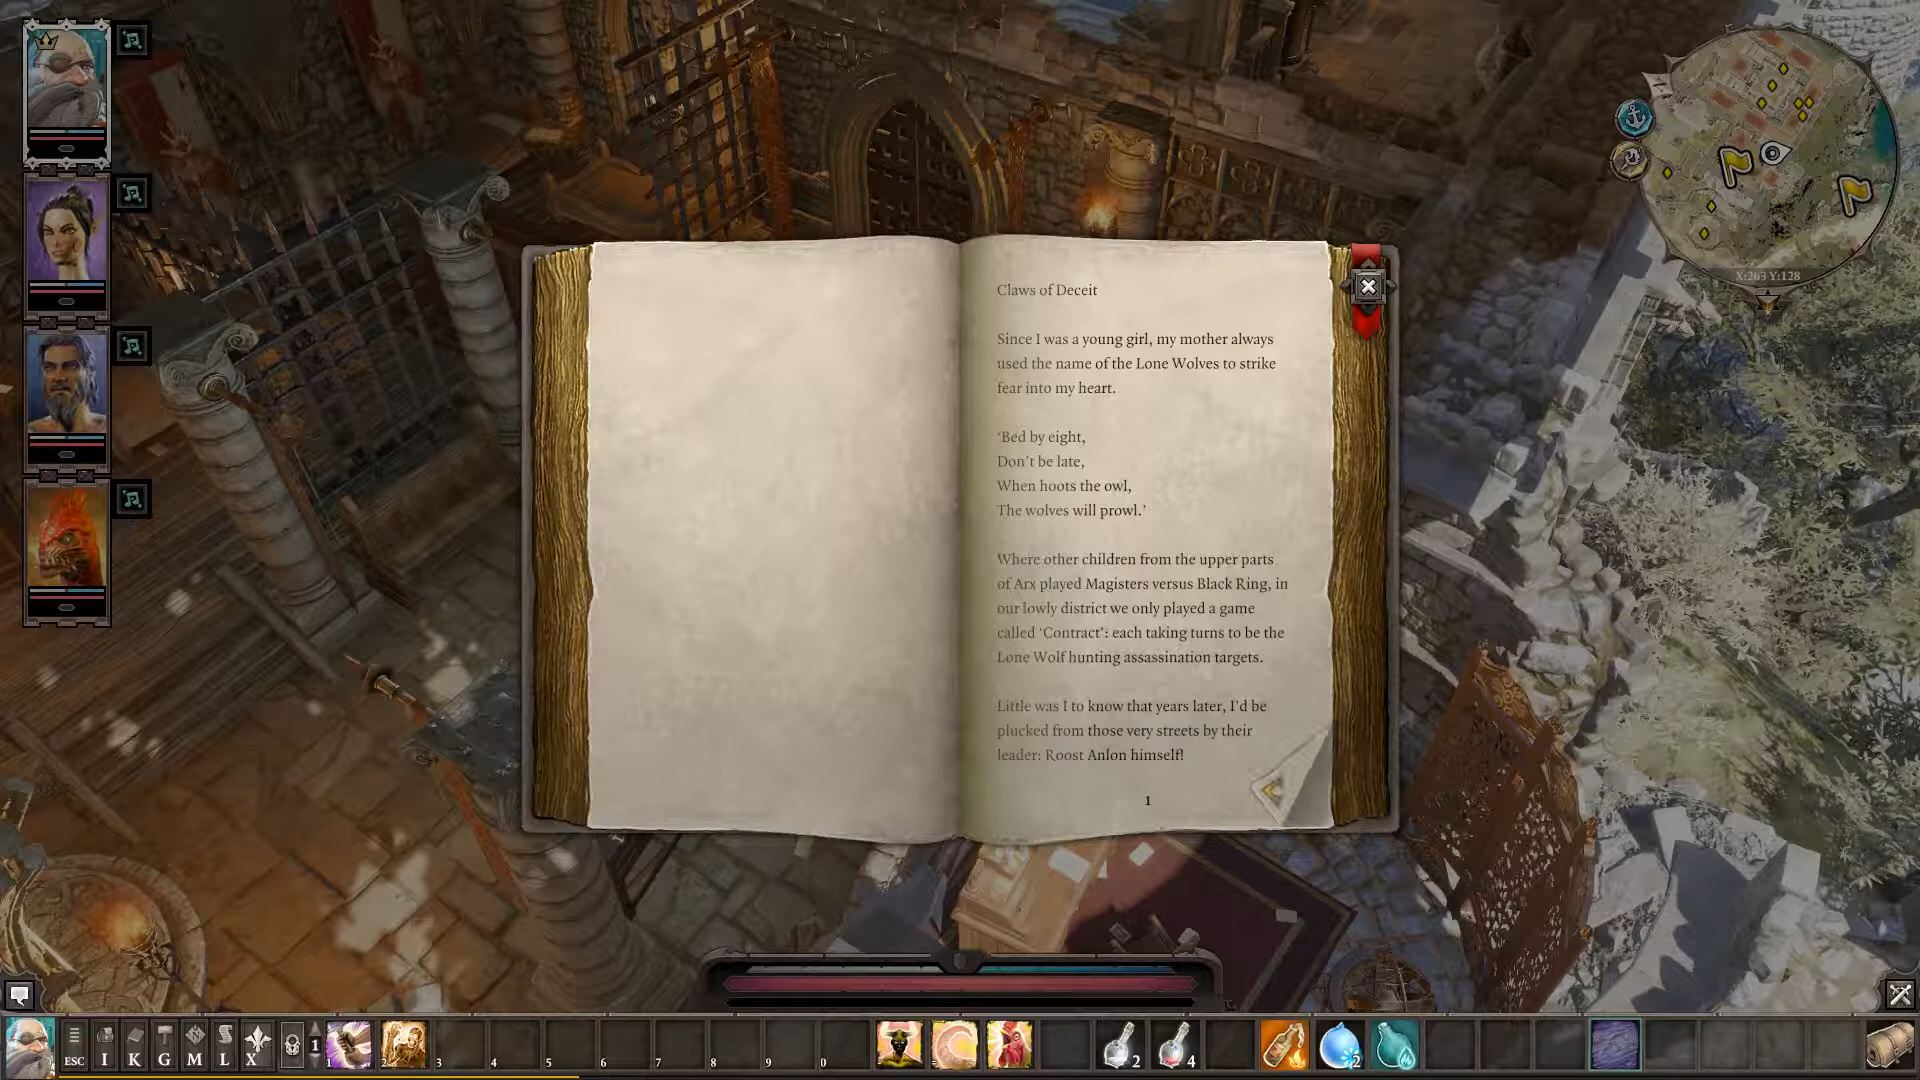 Claws of Deceit
Since I was a young girl, my mother always
used the name of the Lone Wolves to strike
fear into my heart.
‘Bed by eight,
Don’t be late,
When hoots the owl,
The wolves will prowl.’
Where other children from the upper parts
of Arx played Magisters versus Black Ring, in
our lowly district we only played a game
called ‘Contract’: each taking turns to be the
Lone Wolf hunting assassination targets.
Little was I to know that years later, I’d be
plucked from those very streets by their
leader: Roost Anlon himself!
1
X:263 Y:128
ESC I K G M L X 1 1 2 3 4 5 6 7 8 9 0 2 4 2